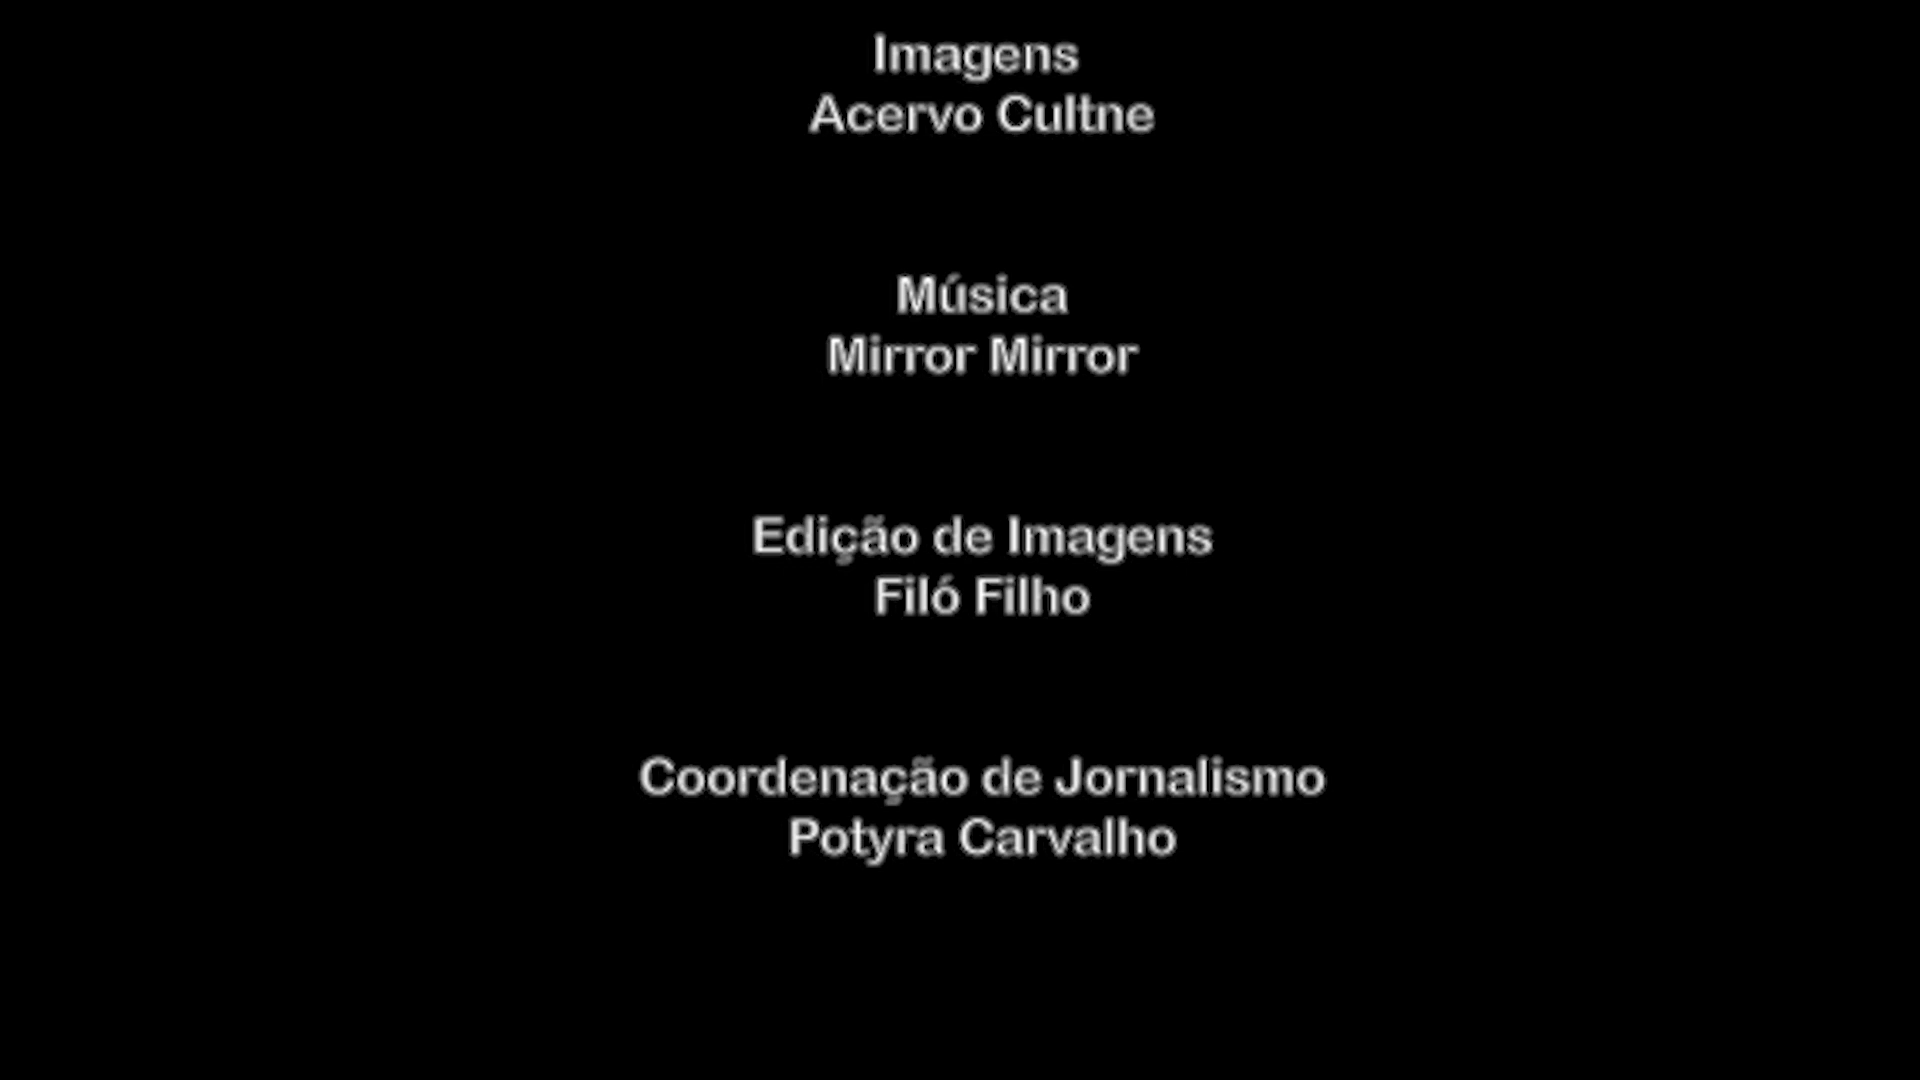 Imagens
Acervo Cultne
Música
Mirror Mirror
Edição de Imagens
Filó Filho
Coordenação de Jornalismo
Potyra Carvalho